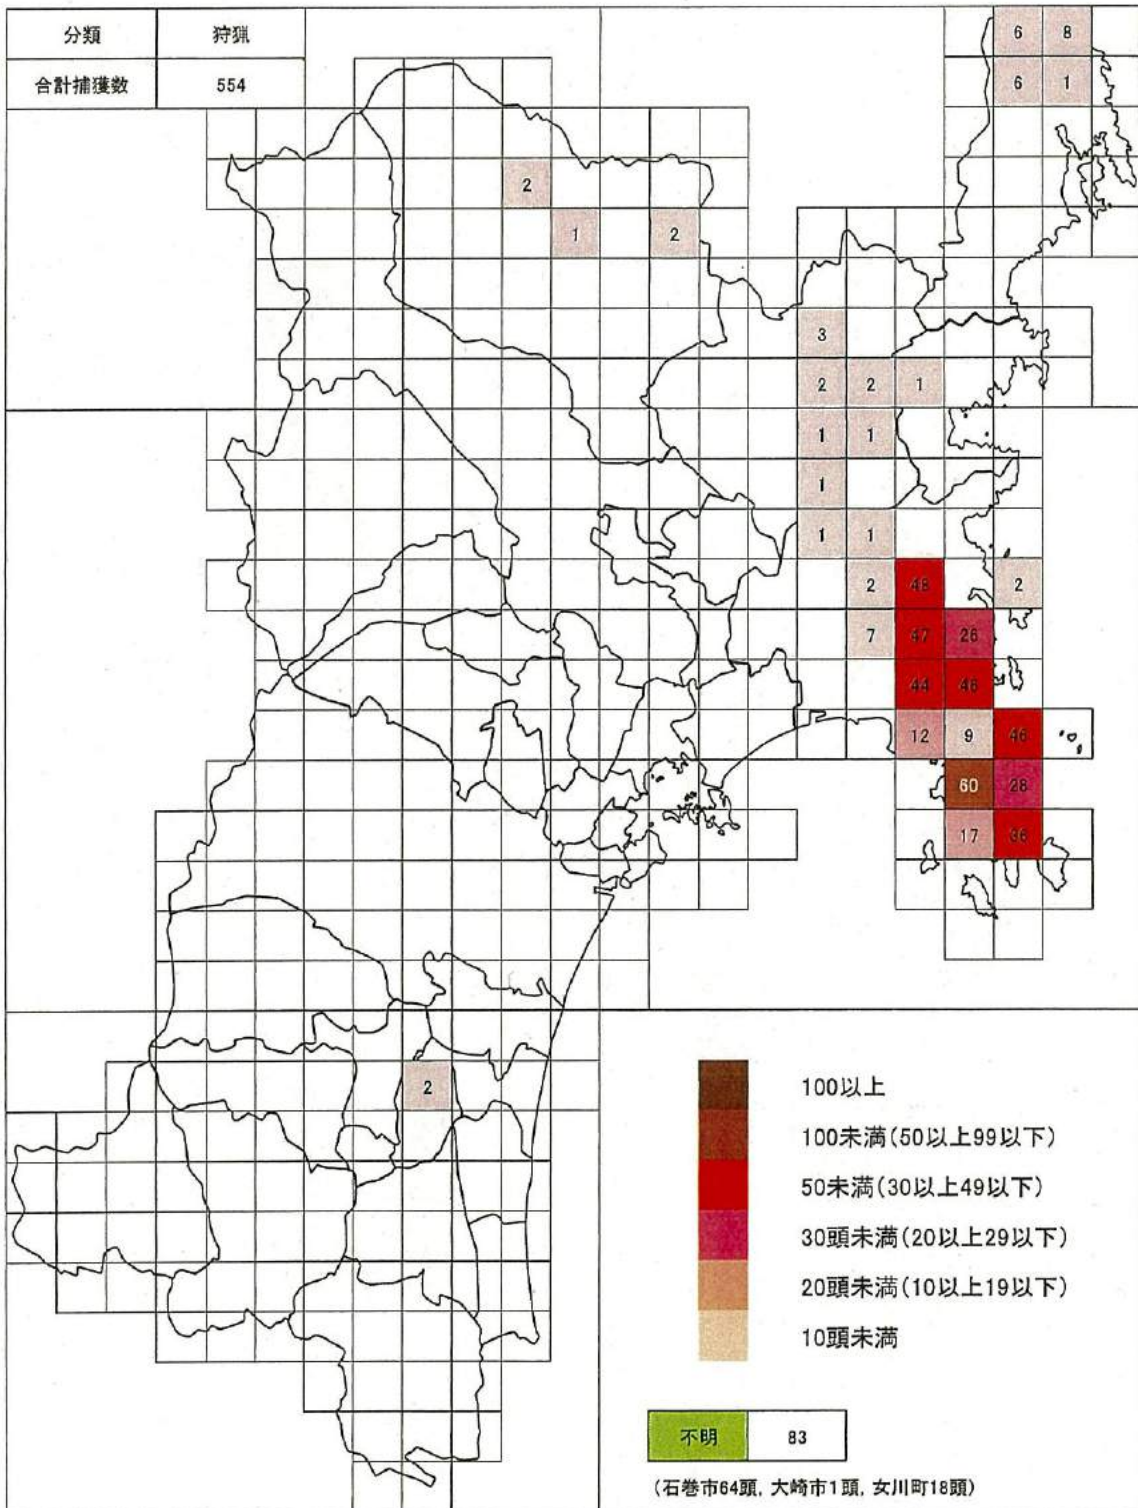 分類 狩猟
合計捕獲数 554
6 8
6 1
2
1 2
3
2 2 1
1 1
1
1 1
2 48 2
7 47 26
44 46
12 9 46
60 28
17 36
2
100以上
100未満(50以上99以下)
50未満(30以上49以下)
30頭未満(20以上29以下)
20頭未満(10以上19以下)
10頭未満
不明 83
(石巻市64頭, 大崎市1頭, 女川町18頭)